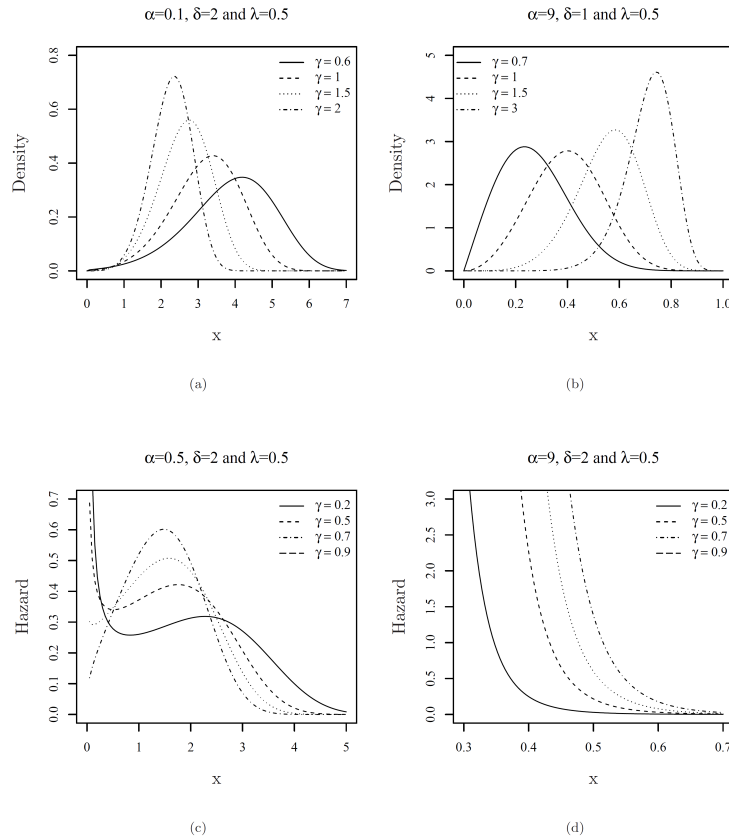 α=0.1, δ=2 and λ=0.5
Density
0.0 0.2 0.4 0.6 0.8
γ = 0.6
γ = 1
γ = 1.5
γ = 2
0 1 2 3 4 5 6 7
x
(a)
α=9, δ=1 and λ=0.5
Density
0 1 2 3 4 5
γ = 0.7
γ = 1
γ = 1.5
γ = 3
0.0 0.2 0.4 0.6 0.8 1.0
x
(b)
α=0.5, δ=2 and λ=0.5
Hazard
0.0 0.1 0.2 0.3 0.4 0.5 0.6 0.7
γ = 0.2
γ = 0.5
γ = 0.7
γ = 0.9
0 1 2 3 4 5
x
(c)
α=9, δ=2 and λ=0.5
Hazard
0.0 0.5 1.0 1.5 2.0 2.5 3.0
γ = 0.2
γ = 0.5
γ = 0.7
γ = 0.9
0.3 0.4 0.5 0.6 0.7
x
(d)